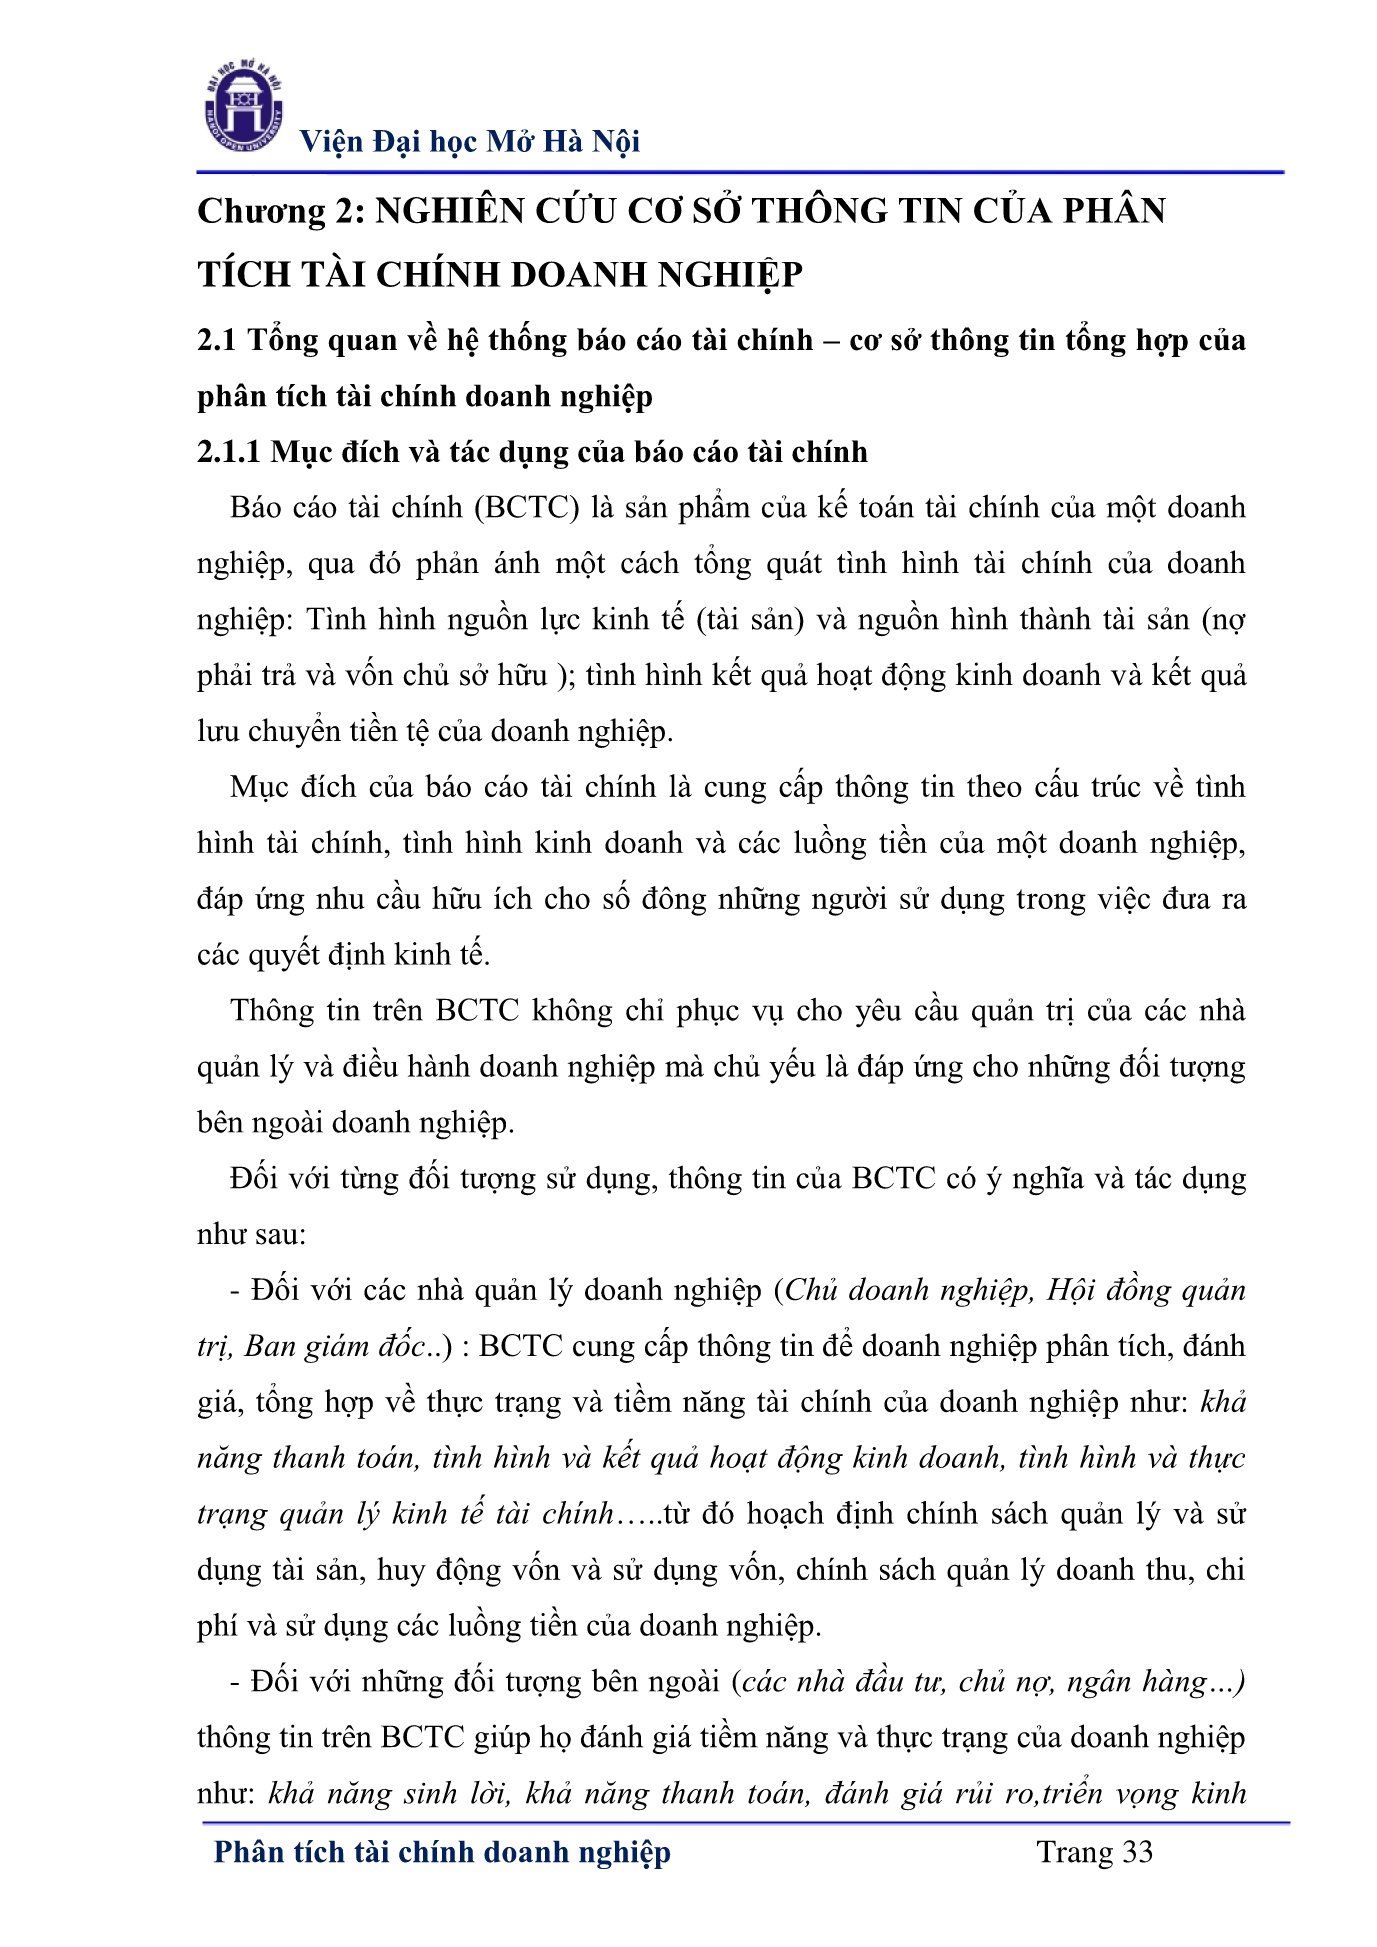 ĐẠI HỌC MỞ HÀ NỘI
HANOI OPEN UNIVERSITY
Viện Đại học Mở Hà Nội
Chương 2: NGHIÊN CỨU CƠ SỞ THÔNG TIN CỦA PHÂN
TÍCH TÀI CHÍNH DOANH NGHIỆP
2.1 Tổng quan về hệ thống báo cáo tài chính – cơ sở thông tin tổng hợp của
phân tích tài chính doanh nghiệp
2.1.1 Mục đích và tác dụng của báo cáo tài chính
Báo cáo tài chính (BCTC) là sản phẩm của kế toán tài chính của một doanh
nghiệp, qua đó phản ánh một cách tổng quát tình hình tài chính của doanh
nghiệp: Tình hình nguồn lực kinh tế (tài sản) và nguồn hình thành tài sản (nợ
phải trả và vốn chủ sở hữu ); tình hình kết quả hoạt động kinh doanh và kết quả
lưu chuyển tiền tệ của doanh nghiệp.
Mục đích của báo cáo tài chính là cung cấp thông tin theo cấu trúc về tình
hình tài chính, tình hình kinh doanh và các luồng tiền của một doanh nghiệp,
đáp ứng nhu cầu hữu ích cho số đông những người sử dụng trong việc đưa ra
các quyết định kinh tế.
Thông tin trên BCTC không chỉ phục vụ cho yêu cầu quản trị của các nhà
quản lý và điều hành doanh nghiệp mà chủ yếu là đáp ứng cho những đối tượng
bên ngoài doanh nghiệp.
Đối với từng đối tượng sử dụng, thông tin của BCTC có ý nghĩa và tác dụng
như sau:
- Đối với các nhà quản lý doanh nghiệp (Chủ doanh nghiệp, Hội đồng quản
trị, Ban giám đốc..) : BCTC cung cấp thông tin để doanh nghiệp phân tích, đánh
giá, tổng hợp về thực trạng và tiềm năng tài chính của doanh nghiệp như: khả
năng thanh toán, tình hình và kết quả hoạt động kinh doanh, tình hình và thực
trạng quản lý kinh tế tài chính…..từ đó hoạch định chính sách quản lý và sử
dụng tài sản, huy động vốn và sử dụng vốn, chính sách quản lý doanh thu, chi
phí và sử dụng các luồng tiền của doanh nghiệp.
- Đối với những đối tượng bên ngoài (các nhà đầu tư, chủ nợ, ngân hàng…)
thông tin trên BCTC giúp họ đánh giá tiềm năng và thực trạng của doanh nghiệp
như: khả năng sinh lời, khả năng thanh toán, đánh giá rủi ro,triển vọng kinh
Phân tích tài chính doanh nghiệp Trang 33